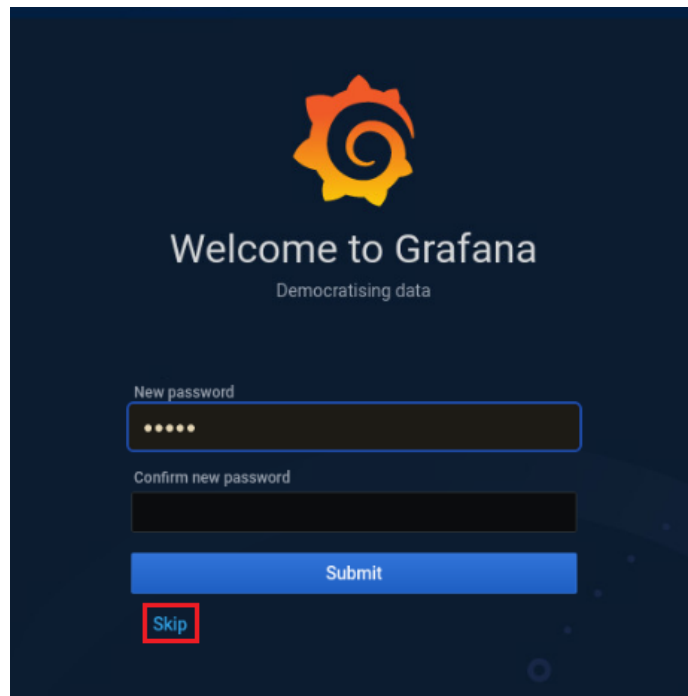 Welcome to Grafana
Democratising data
New password
•••••
Confirm new password
Submit
Skip